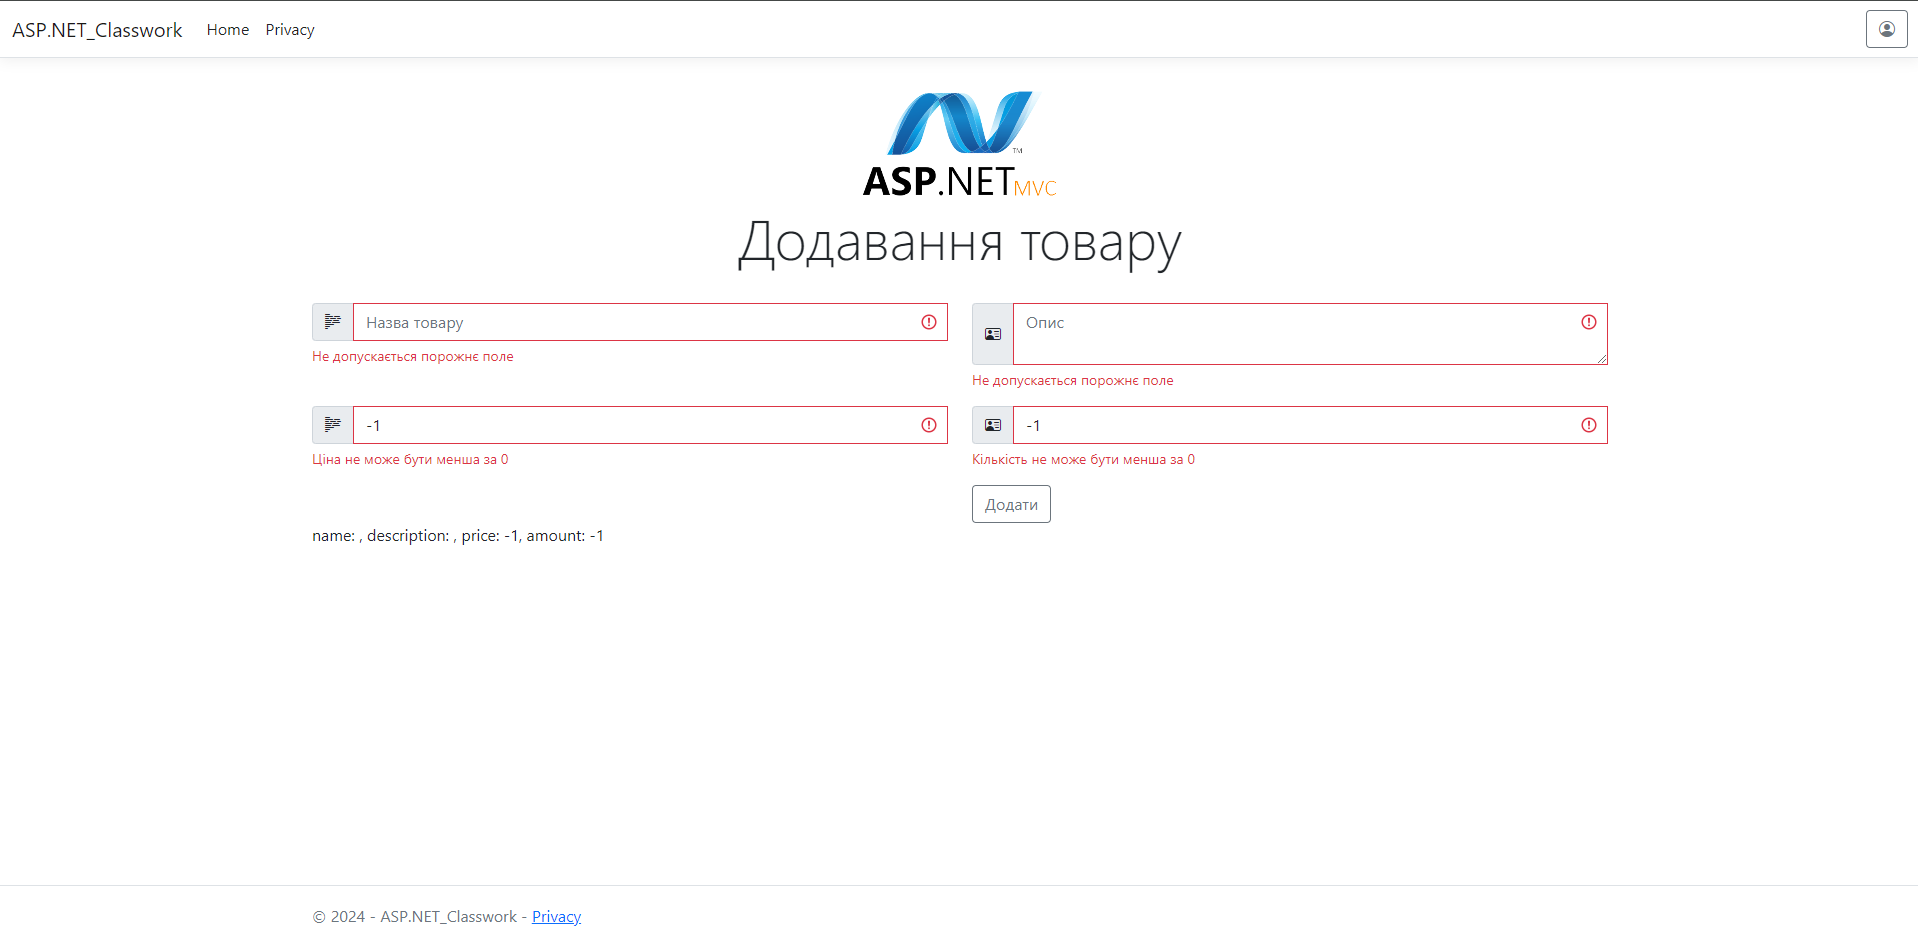 ASP.NET_Classwork Home Privacy
TM
ASP.NET MVC
Додавання товару
Назва товару
Опис
Не допускається порожнє поле
Не допускається порожнє поле
-1
-1
Ціна не може бути менша за 0
Кількість не може бути менша за 0
Додати
name: , description: , price: -1, amount: -1
© 2024 - ASP.NET_Classwork - Privacy